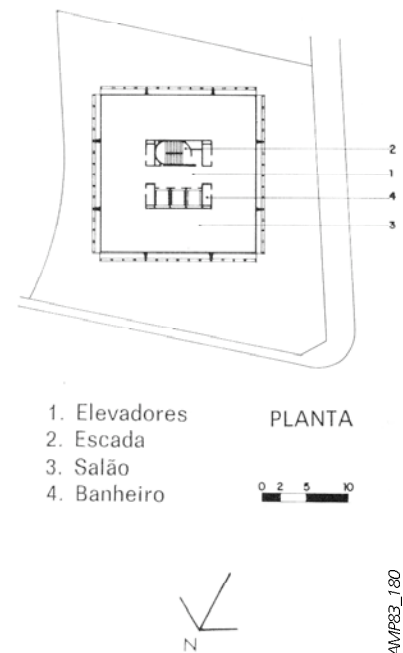 2
1
4
3
1. Elevadores
2. Escada
3. Salão
4. Banheiro
PLANTA
0 2 5 10
N
AMP83_180